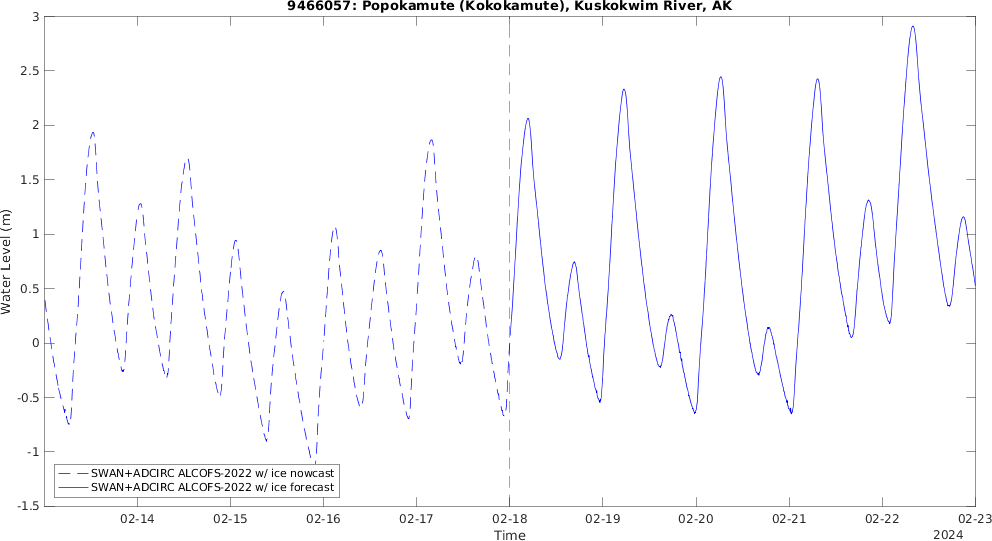 9466057: Popokamute (Kokokamute), Kuskokwim River, AK
3
2.5
2
1.5
1
0.5
0
-0.5
-1
-1.5
Water Level (m)
SWAN+ADCIRC ALCOFS-2022 w/ ice nowcast
SWAN+ADCIRC ALCOFS-2022 w/ ice forecast
02-14 02-15 02-16 02-17 02-18 02-19 02-20 02-21 02-22 02-23
Time
2024